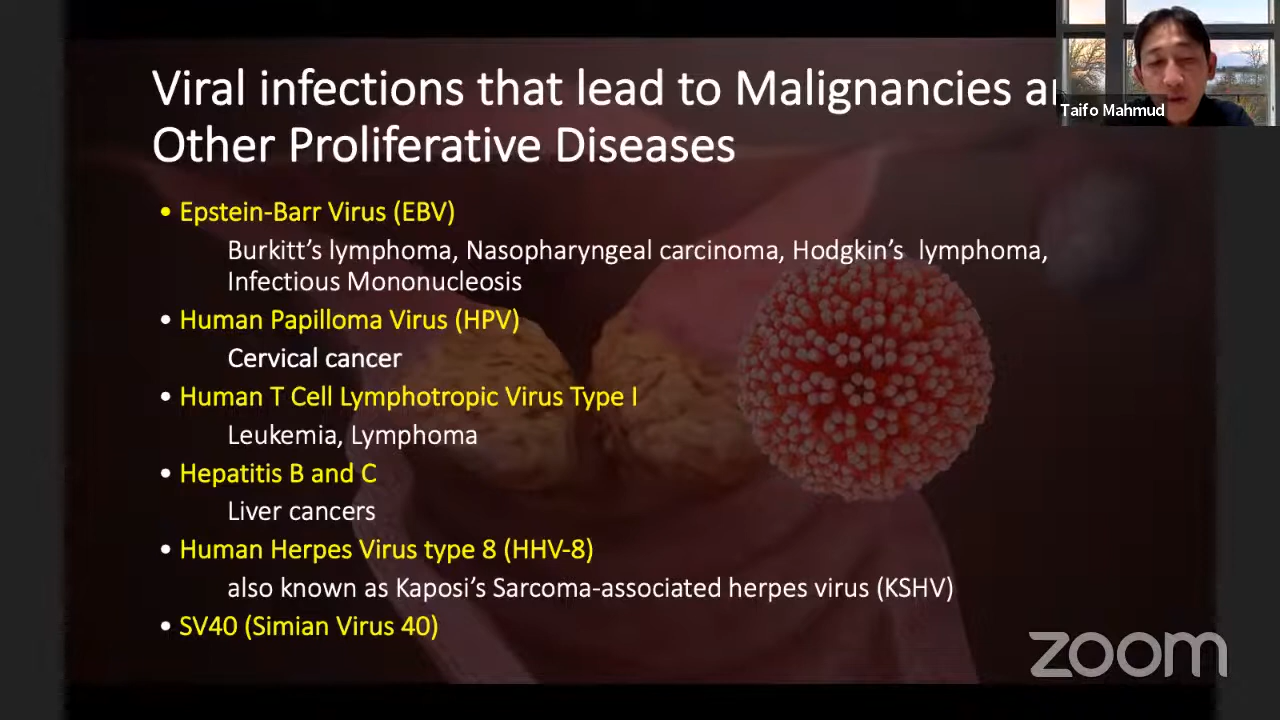 Viral infections that lead to Malignancies
Other Proliferative Diseases
Taifo Mahmud
• Epstein-Barr Virus (EBV)
Burkitt’s lymphoma, Nasopharyngeal carcinoma, Hodgkin’s lymphoma,
Infectious Mononucleosis
• Human Papilloma Virus (HPV)
Cervical cancer
• Human T Cell Lymphotropic Virus Type I
Leukemia, Lymphoma
• Hepatitis B and C
Liver cancers
• Human Herpes Virus type 8 (HHV-8)
also known as Kaposi’s Sarcoma-associated herpes virus (KSHV)
• SV40 (Simian Virus 40)
zoom